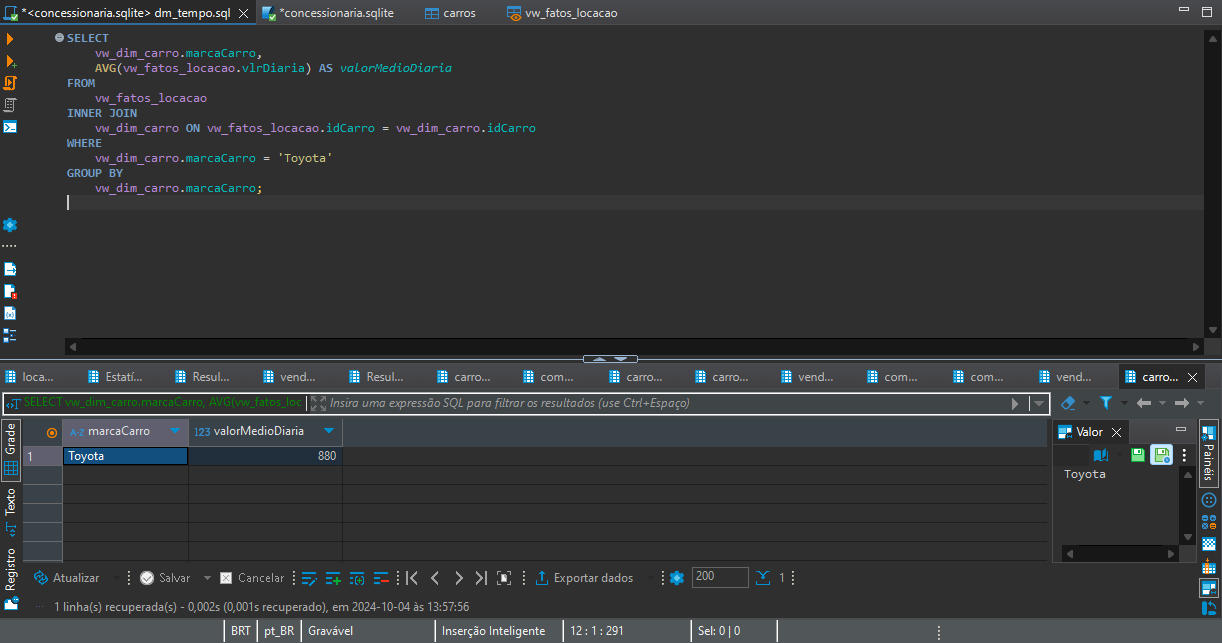 *<concessionaria.sqlite> dm_tempo.sql
*concessionaria.sqlite
carros
vw_fatos_locacao
SELECT
vw_dim_carro.marcaCarro,
AVG(vw_fatos_locacao.vlrDiaria) AS valorMedioDiaria
FROM
vw_fatos_locacao
INNER JOIN
vw_dim_carro ON vw_fatos_locacao.idCarro = vw_dim_carro.idCarro
WHERE
vw_dim_carro.marcaCarro = 'Toyota'
GROUP BY
vw_dim_carro.marcaCarro;
loca...
Estatí...
Resul...
vend...
Resul...
carro...
com...
carro...
carro...
vend...
com...
com...
vend...
carro...
SELECT vw_dim_carro.marcaCarro, AVG(vw_fatos_loc
Insira uma expressão SQL para filtrar os resultados (use Ctrl+Espaço)
Grade
Texto
Registro
A-Z marcaCarro
123 valorMedioDiaria
1 Toyota 880
Valor
Toyota
Painéis
Atualizar
Salvar
Cancelar
Exportar dados
200
1
1 linha(s) recuperada(s) - 0,002s (0,001s recuperado), em 2024-10-04 às 13:57:56
BRT
pt_BR
Gravável
Inserção Inteligente
12 : 1 : 291
Sel: 0 | 0